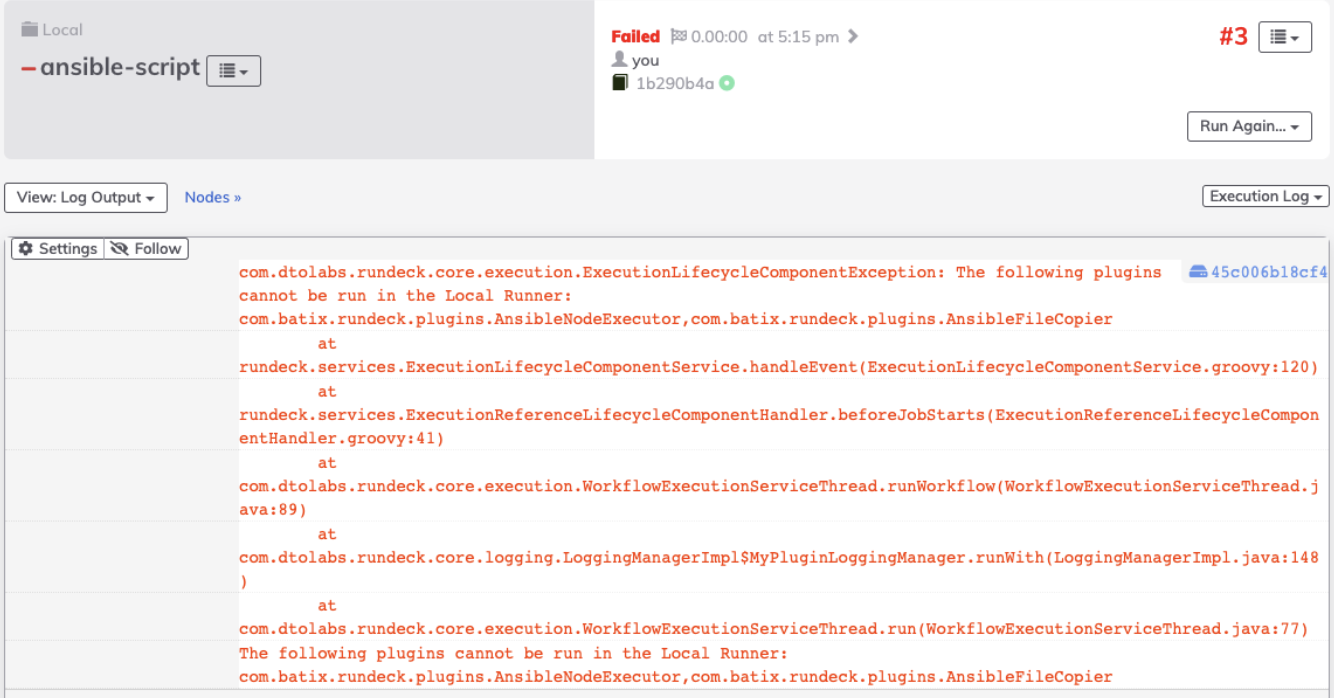 Local
ansible-script
Failed 0.00:00 at 5:15 pm
#3
you
1b290b4a
Run Again...
View: Log Output
Nodes »
Execution Log
Settings
Follow
com.dtolabs.rundeck.core.execution.ExecutionLifecycleComponentException: The following plugins
45c006b18cf4
cannot be run in the Local Runner:
com.batix.rundeck.plugins.AnsibleNodeExecutor,com.batix.rundeck.plugins.AnsibleFileCopier
at
rundeck.services.ExecutionLifecycleComponentService.handleEvent(ExecutionLifecycleComponentService.groovy:120)
at
rundeck.services.ExecutionReferenceLifecycleComponentHandler.beforeJobStarts(ExecutionReferenceLifecycleCompon
entHandler.groovy:41)
at
com.dtolabs.rundeck.core.execution.WorkflowExecutionServiceThread.runWorkflow(WorkflowExecutionServiceThread.j
ava:89)
at
com.dtolabs.rundeck.core.logging.LoggingManagerImpl$MyPluginLoggingManager.runWith(LoggingManagerImpl.java:148
)
at
com.dtolabs.rundeck.core.execution.WorkflowExecutionServiceThread.run(WorkflowExecutionServiceThread.java:77)
The following plugins cannot be run in the Local Runner:
com.batix.rundeck.plugins.AnsibleNodeExecutor,com.batix.rundeck.plugins.AnsibleFileCopier